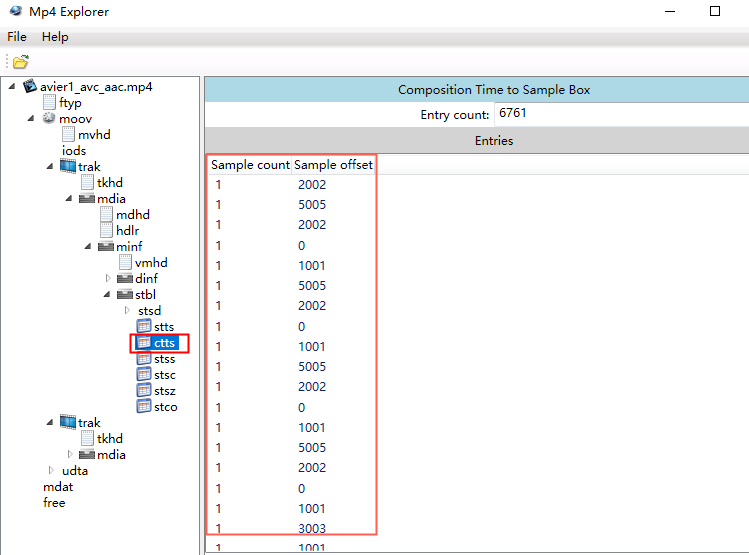 Mp4 Explorer
File Help
avier1_avc_aac.mp4
ftyp
moov
mvhd
iods
trak
tkhd
mdia
mdhd
hdlr
minf
vmhd
dinf
stbl
stsd
stts
ctts
stss
stsc
stsz
stco
trak
tkhd
mdia
udta
mdat
free
Composition Time to Sample Box
Entry count: 6761
Entries
Sample count Sample offset
1 2002
1 5005
1 2002
1 0
1 1001
1 5005
1 2002
1 0
1 1001
1 5005
1 2002
1 0
1 1001
1 5005
1 2002
1 0
1 1001
1 3003
1 1001